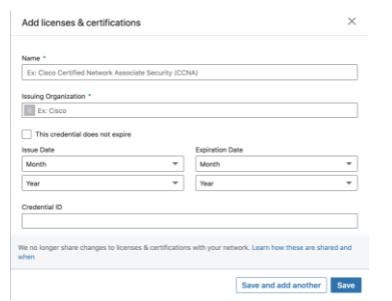 Add licenses & certifications
Name *
Ex: Cisco Certified Network Associate Security (CCNA)
Issuing Organization *
Ex: Cisco
This credential does not expire
Issue Date Expiration Date
Month Month
Year Year
Credential ID
We no longer share changes to licenses & certifications with your network. Learn how these are shared and
when
Save and add another Save